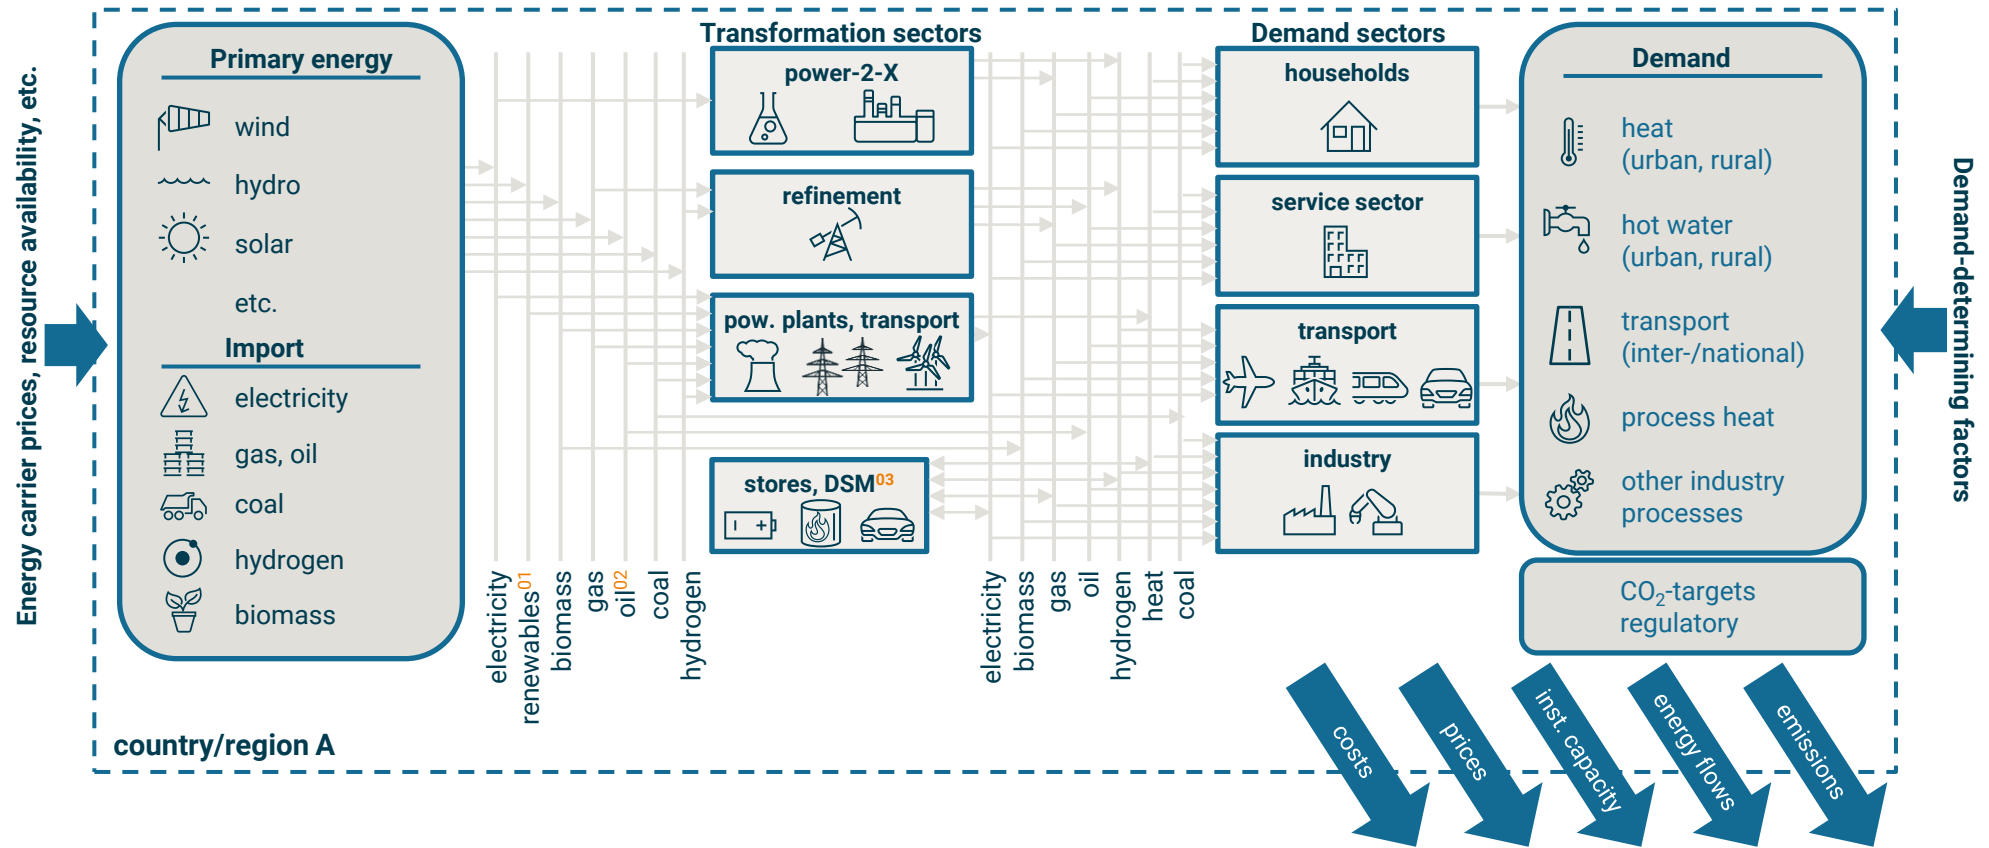 Energy carrier prices, resource availability, etc.
Primary energy
wind
hydro
solar
etc.
Import
electricity
gas, oil
coal
hydrogen
biomass
country/region A
electricity
renewables01
biomass
gas
oil02
coal
hydrogen
Transformation sectors
power-2-X
refinement
pow. plants, transport
stores, DSM03
electricity
biomass
gas
oil
hydrogen
heat
coal
Demand sectors
households
service sector
transport
industry
Demand
heat
(urban, rural)
hot water
(urban, rural)
transport
(inter-/national)
process heat
other industry
processes
CO2-targets
regulatory
Demand-determining factors
costs
prices
inst. capacity
energy flows
emissions